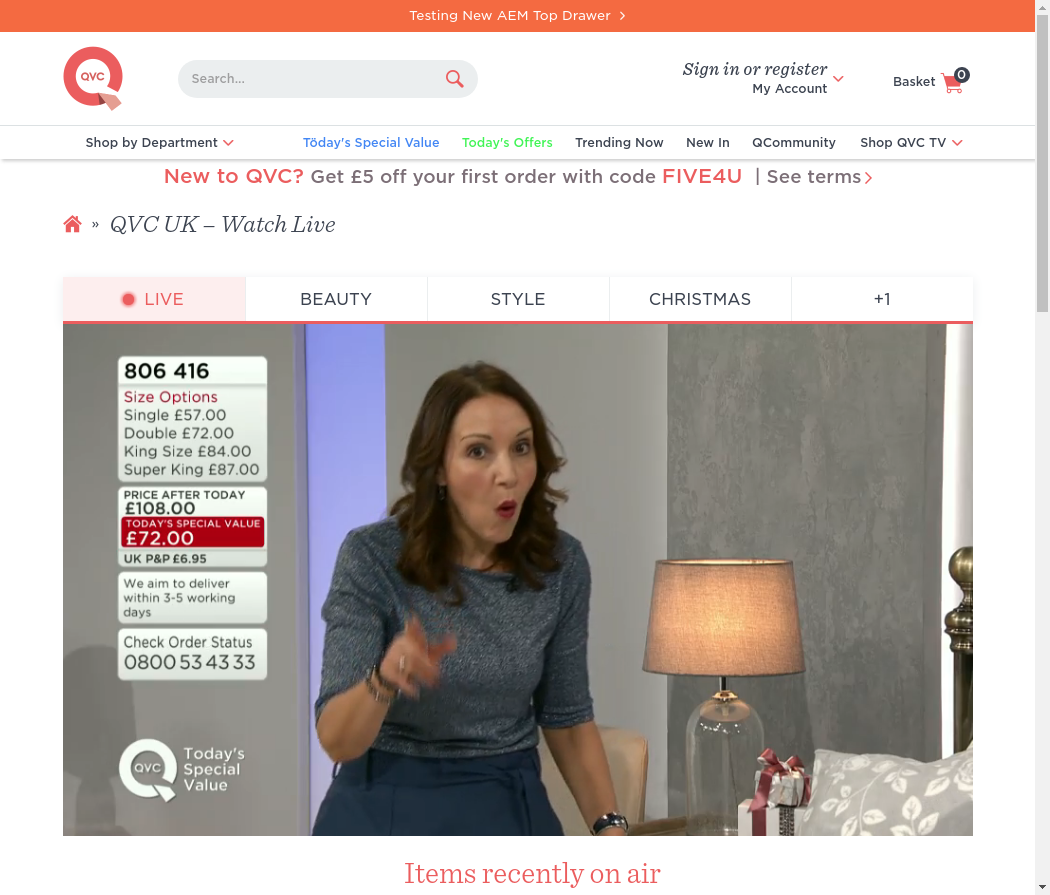 Testing New AEM Top Drawer
QVC
Search...
Sign in or register
My Account
Basket
0
Shop by Department
Töday's Special Value
Today's Offers
Trending Now
New In
QCommunity
Shop QVC TV
New to QVC? Get £5 off your first order with code FIVE4U | See terms
» QVC UK – Watch Live
LIVE
BEAUTY
STYLE
CHRISTMAS
+1
806 416
Size Options
Single £57.00
Double £72.00
King Size £84.00
Super King £87.00
PRICE AFTER TODAY
£108.00
TODAY'S SPECIAL VALUE
£72.00
UK P&P £6.95
We aim to deliver
within 3-5 working
days
Check Order Status
0800 53 43 33
QVC
Today's
Special
Value
Items recently on air